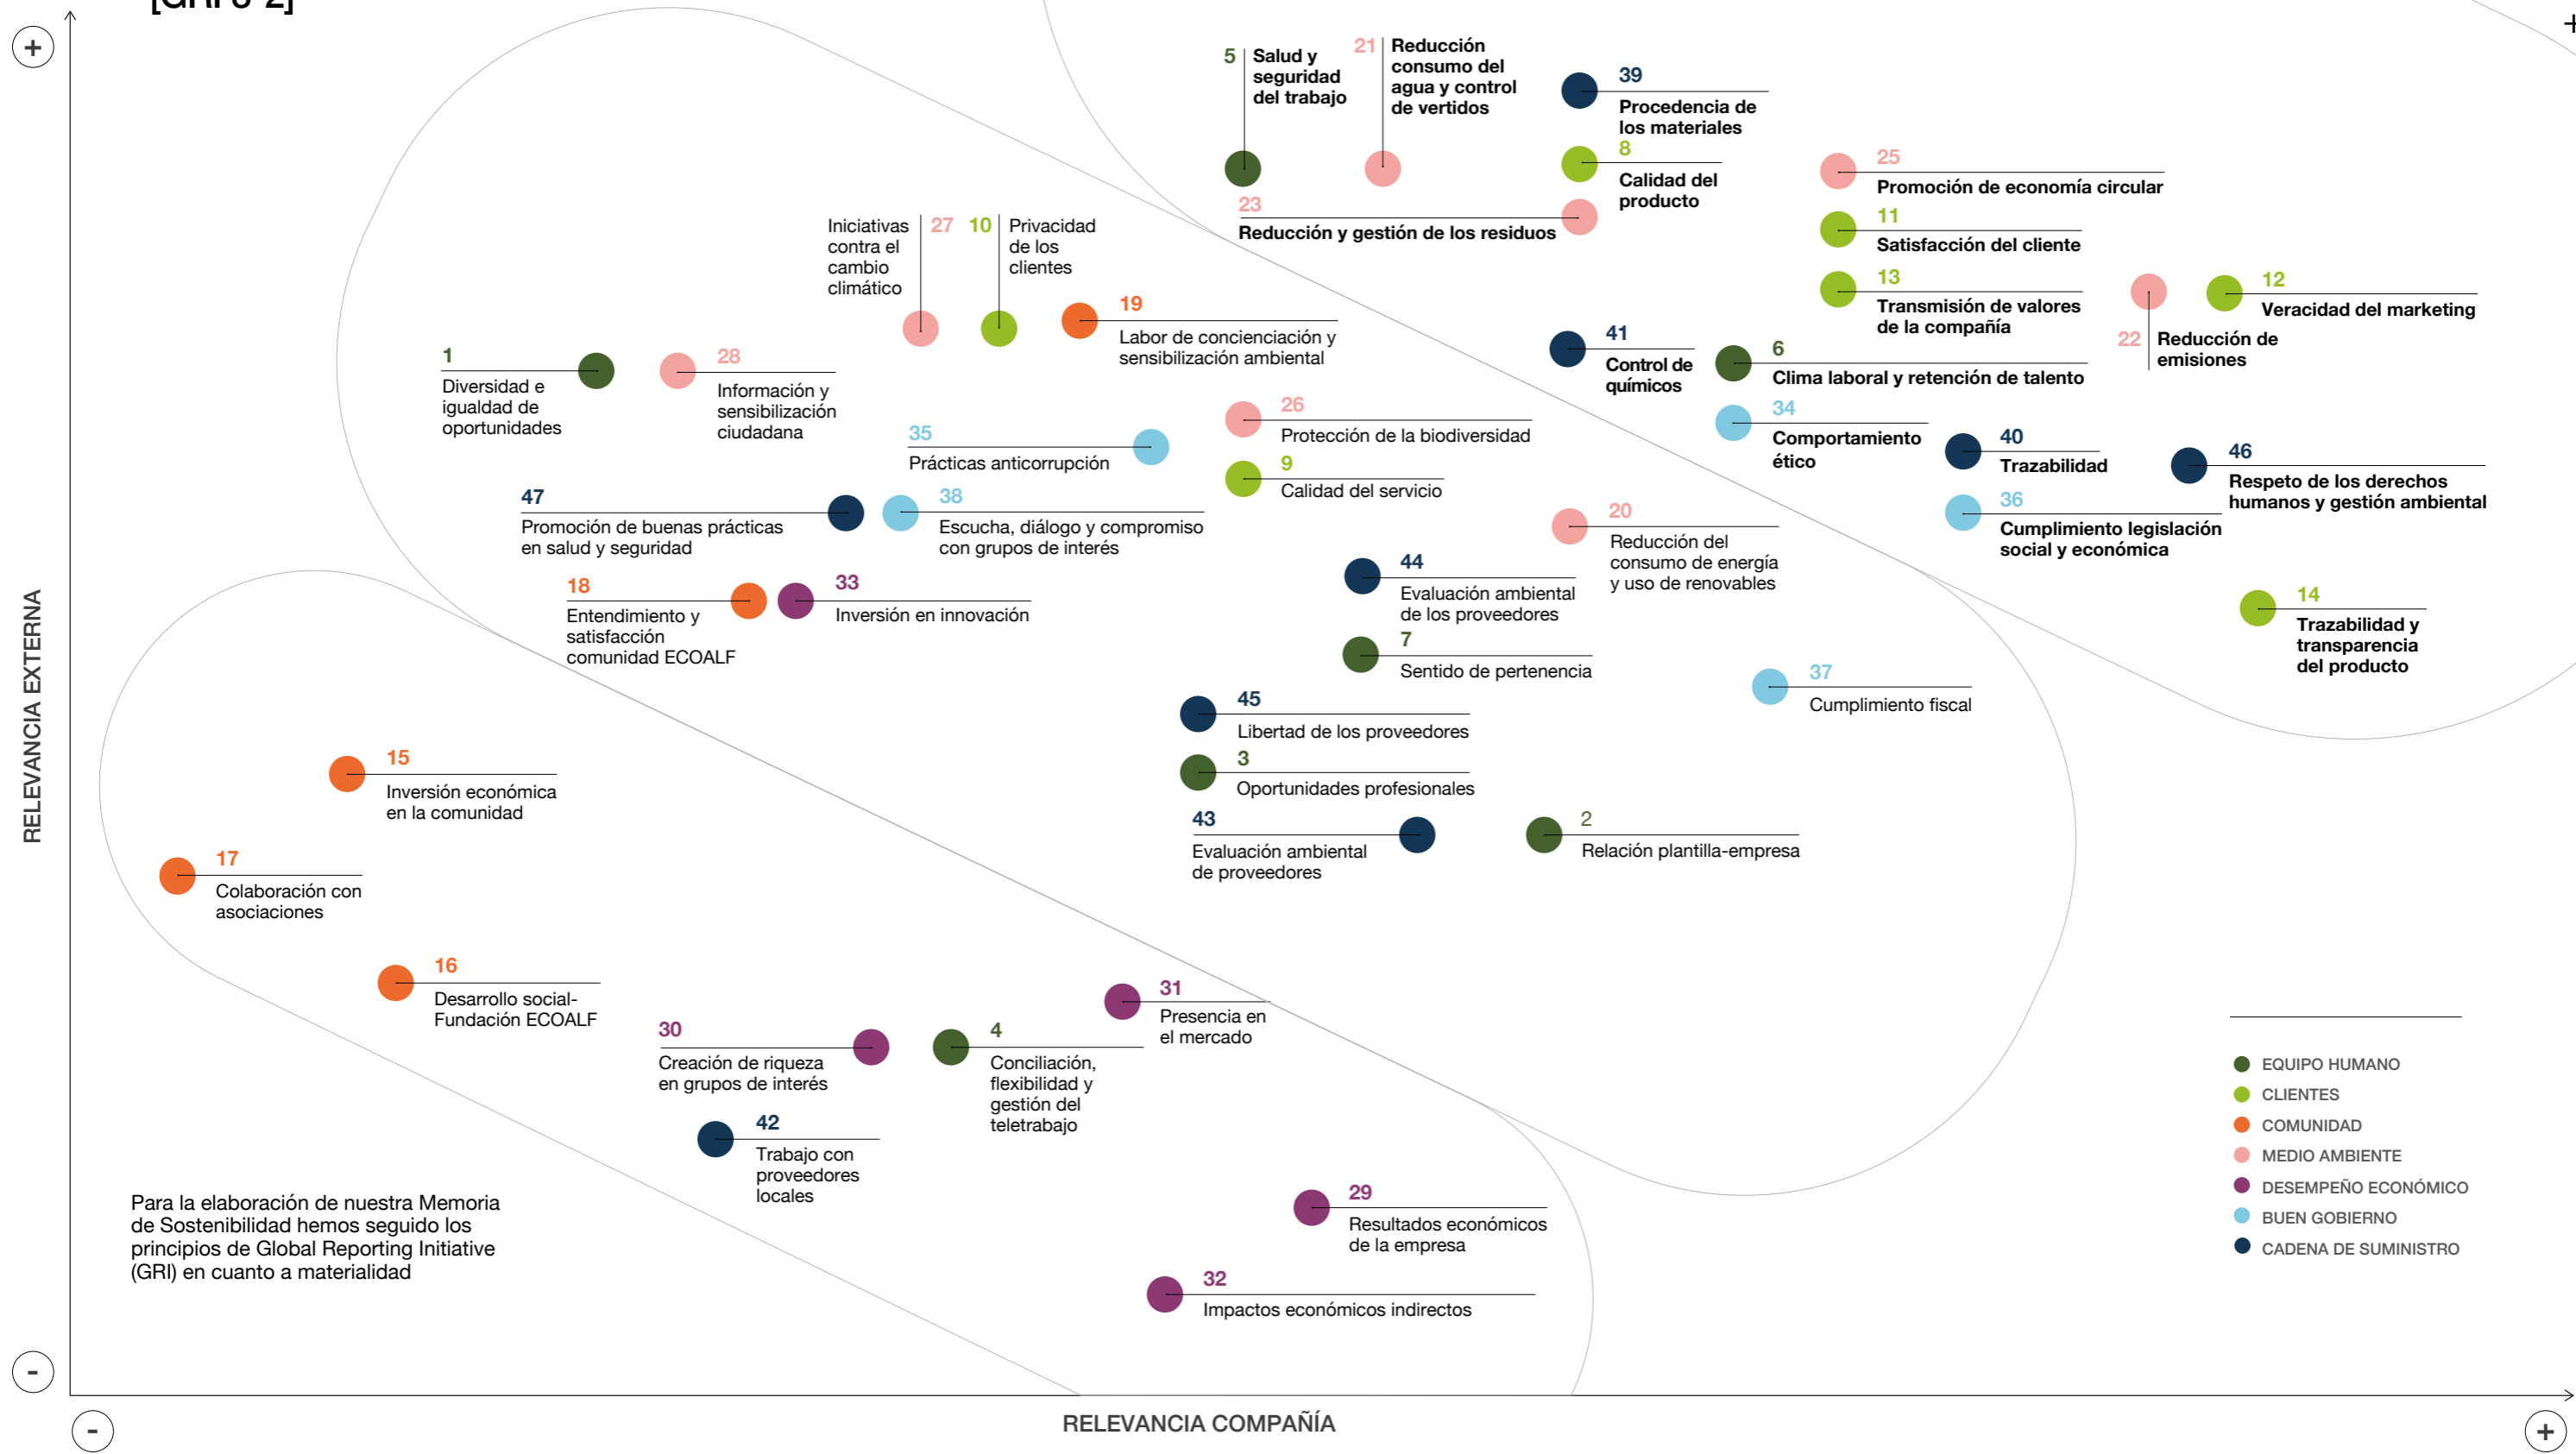 [GRI 3-2]
+
+
5
Salud y
seguridad
del trabajo
21
Reducción
consumo del
agua y control
de vertidos
39
Procedencia de
los materiales
8
Calidad del
producto
23
Reducción y gestión de los residuos
25
Promoción de economía circular
11
Satisfacción del cliente
13
Transmisión de valores
de la compañía
12
Veracidad del marketing
22
Reducción de
emisiones
Iniciativas
contra el
cambio
climático
27
10
Privacidad
de los
clientes
19
Labor de concienciación y
sensibilización ambiental
1
Diversidad e
igualdad de
oportunidades
28
Información y
sensibilización
ciudadana
41
Control de
químicos
6
Clima laboral y retención de talento
34
Comportamiento
ético
35
Prácticas anticorrupción
26
Protección de la biodiversidad
9
Calidad del servicio
40
Trazabilidad
46
Respeto de los derechos
humanos y gestión ambiental
36
Cumplimiento legislación
social y económica
47
Promoción de buenas prácticas
en salud y seguridad
38
Escucha, diálogo y compromiso
con grupos de interés
20
Reducción del
consumo de energía
y uso de renovables
44
Evaluación ambiental
de los proveedores
18
Entendimiento y
satisfacción
comunidad ECOALF
33
Inversión en innovación
7
Sentido de pertenencia
14
Trazabilidad y
transparencia
del producto
37
Cumplimiento fiscal
45
Libertad de los proveedores
3
Oportunidades profesionales
43
Evaluación ambiental
de proveedores
2
Relación plantilla-empresa
RELEVANCIA EXTERNA
15
Inversión económica
en la comunidad
17
Colaboración con
asociaciones
16
Desarrollo social-
Fundación ECOALF
30
Creación de riqueza
en grupos de interés
4
Conciliación,
flexibilidad y
gestión del
teletrabajo
31
Presencia en
el mercado
42
Trabajo con
proveedores
locales
29
Resultados económicos
de la empresa
32
Impactos económicos indirectos
Para la elaboración de nuestra Memoria
de Sostenibilidad hemos seguido los
principios de Global Reporting Initiative
(GRI) en cuanto a materialidad
EQUIPO HUMANO
CLIENTES
COMUNIDAD
MEDIO AMBIENTE
DESEMPEÑO ECONÓMICO
BUEN GOBIERNO
CADENA DE SUMINISTRO
-
-
RELEVANCIA COMPAÑÍA
+